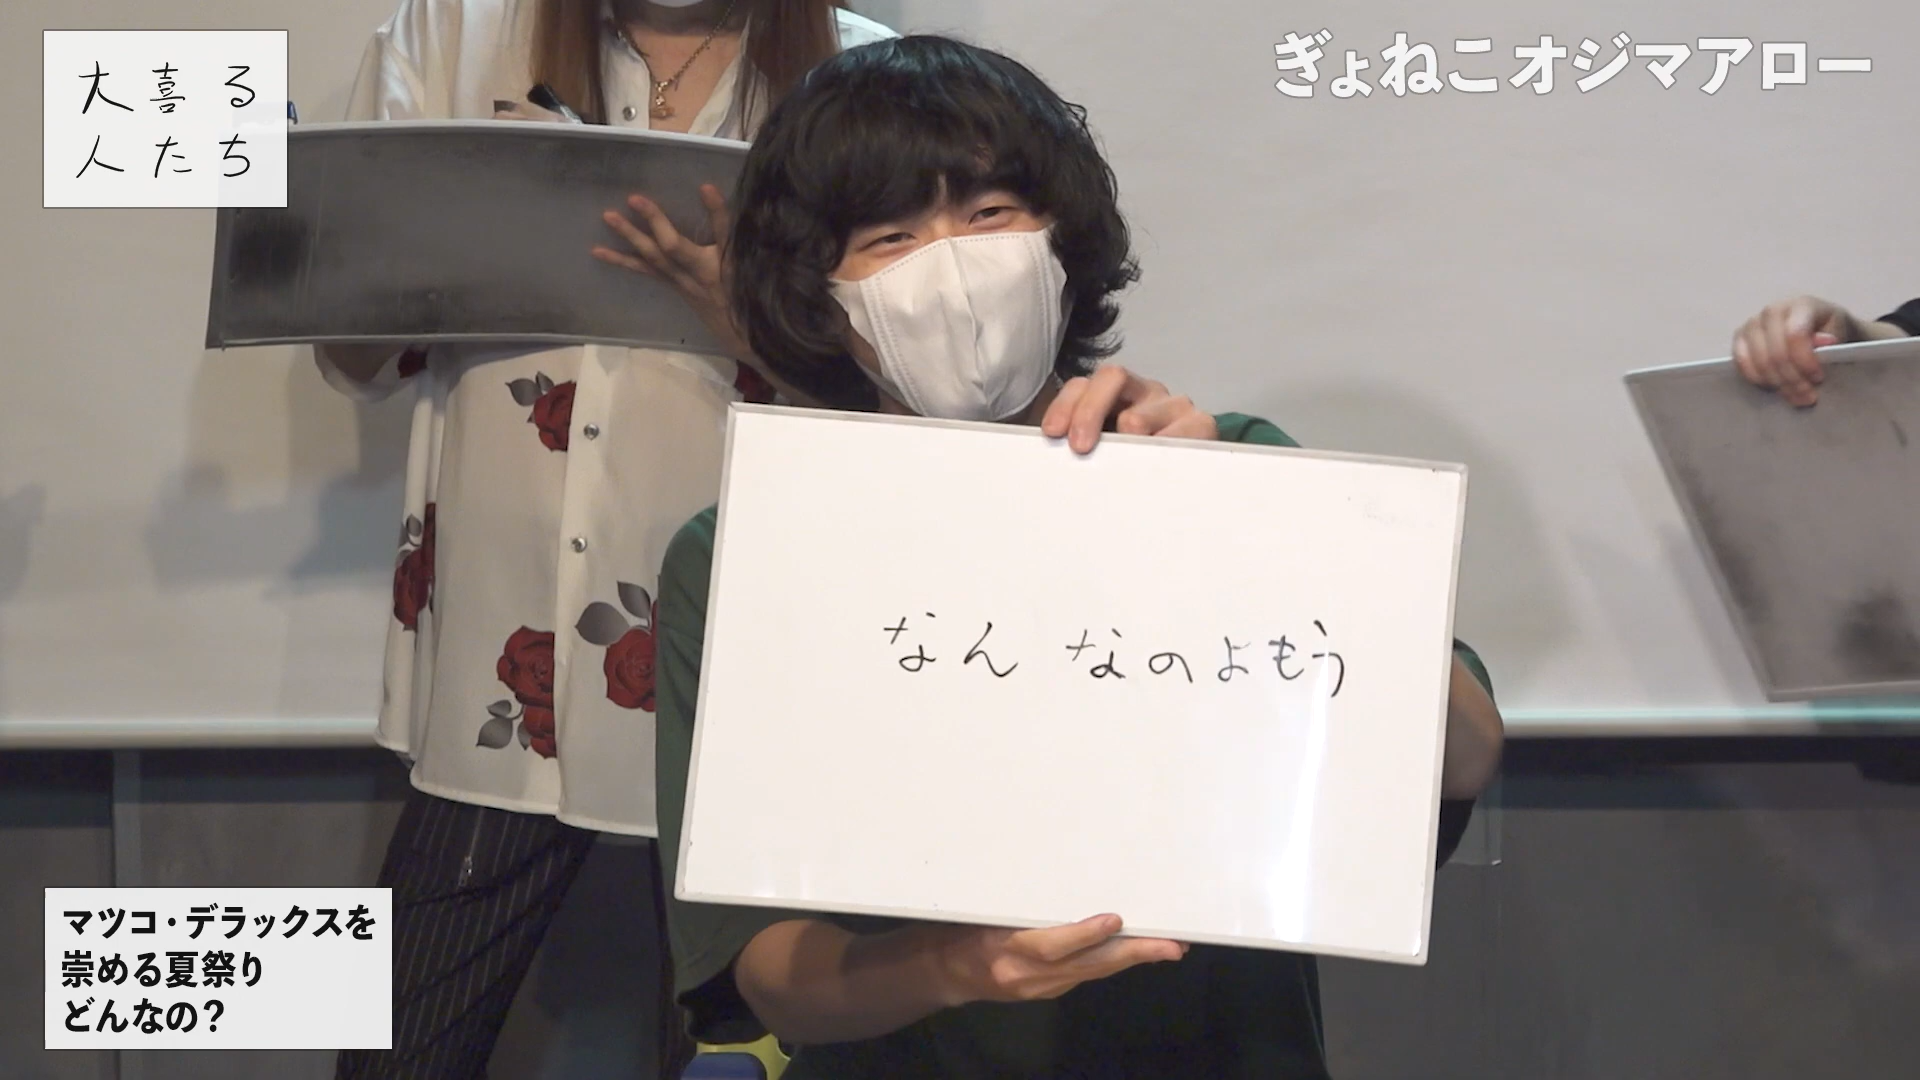 大喜る
人たち
ぎょねこオジマアロー
なんなのよもう
マツコ・デラックスを
崇める夏祭り
どんなの？